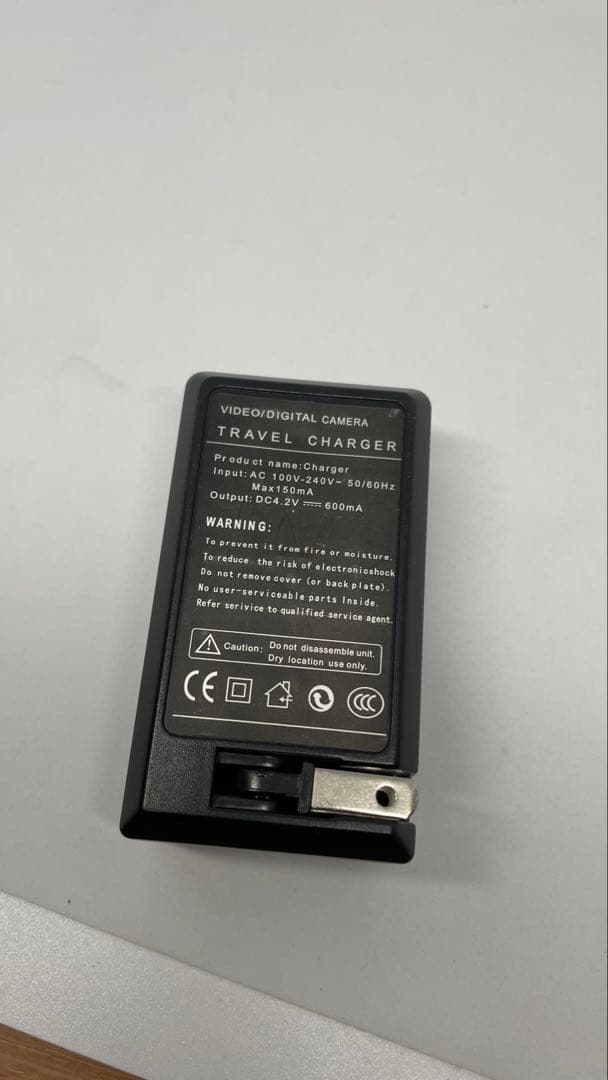 VIDEO/DIGITAL CAMERA
TRAVEL CHARGER
Product name:Charger
Input: AC 100V-240V~ 50/60Hz
Max150mA
Output: DC4.2V ⎓ 600mA
WARNING:
To prevent it from fire or moisture.
To reduce the risk of electronicshock
Do not remove cover (or back plate).
No user-serviceable parts Inside.
Refer serivice to qualified service agent.
Caution: Do not disassemble unit.
Dry location use only.
CE
CCC